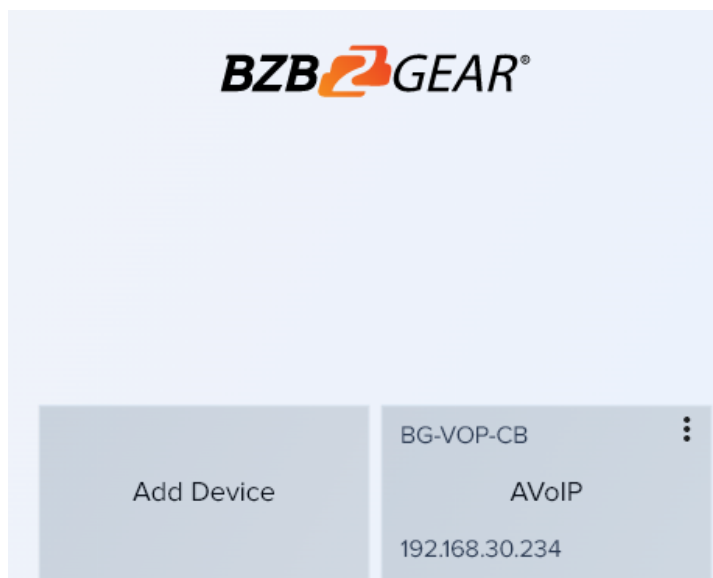 BZB GEAR®
BG-VOP-CB
Add Device
AVoIP
192.168.30.234